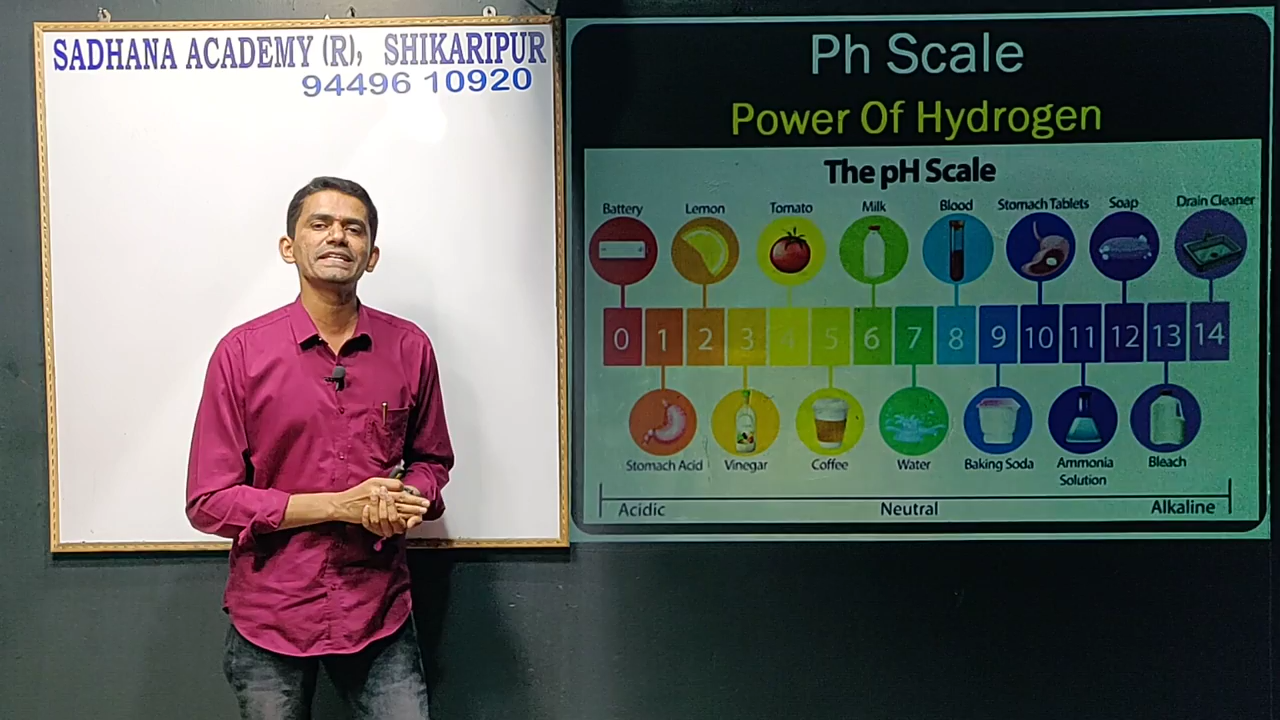 SADHANA ACADEMY (R), SHIKARIPUR
94496 10920
Ph Scale
Power Of Hydrogen
The pH Scale
Battery Lemon Tomato Milk Blood Stomach Tablets Soap Drain Cleaner
0 1 2 3 4 5 6 7 8 9 10 11 12 13 14
Stomach Acid Vinegar Coffee Water Baking Soda Ammonia Solution Bleach
Acidic Neutral Alkaline